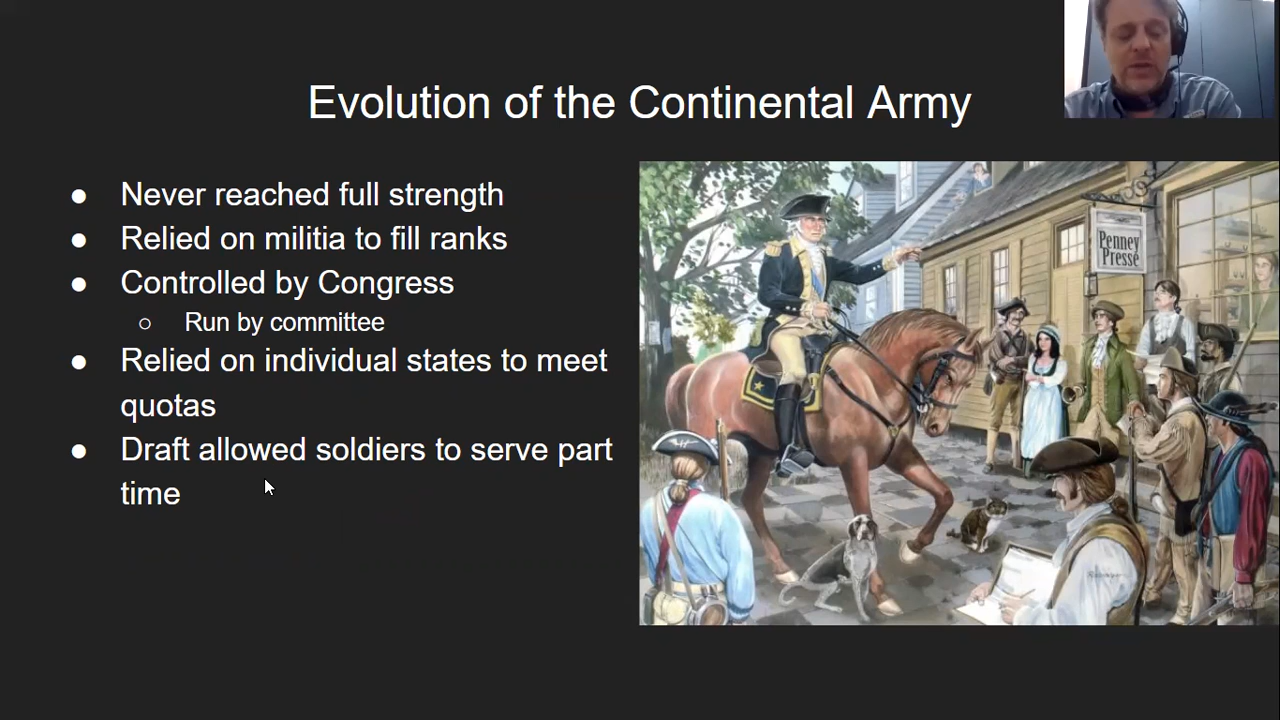 Evolution of the Continental Army
● Never reached full strength
● Relied on militia to fill ranks
● Controlled by Congress
○ Run by committee
● Relied on individual states to meet
quotas
● Draft allowed soldiers to serve part
time
Penney
Presse